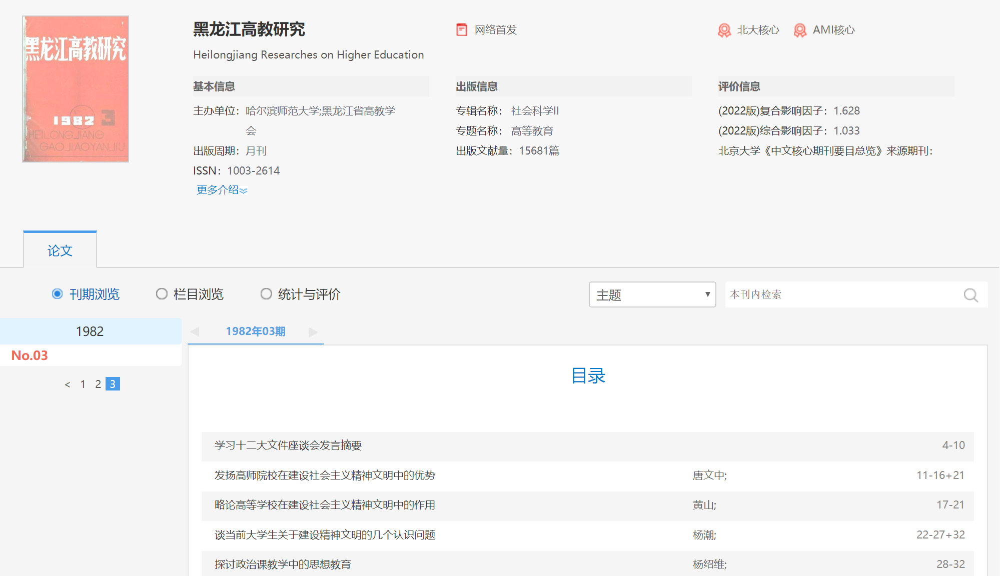 黑龙江高教研究
1982 3
HEILONGJIANG
GAOJIAOYANJIU
黑龙江高教研究
网络首发
北大核心 AMI核心
Heilongjiang Researches on Higher Education
基本信息
主办单位：哈尔滨师范大学;黑龙江省高教学
会
出版周期：月刊
ISSN：1003-2614
更多介绍
出版信息
专辑名称：社会科学II
专题名称：高等教育
出版文献量：15681篇
评价信息
(2022版)复合影响因子：1.628
(2022版)综合影响因子：1.033
北京大学《中文核心期刊要目总览》来源期刊：
论文
刊期浏览 栏目浏览 统计与评价 主题 本刊内检索
1982
No.03
< 1 2 3
1982年03期
目录
学习十二大文件座谈会发言摘要 4-10
发扬高师院校在建设社会主义精神文明中的优势 唐文中; 11-16+21
略论高等学校在建设社会主义精神文明中的作用 黄山; 17-21
谈当前大学生关于建设精神文明的几个认识问题 杨潮; 22-27+32
探讨政治课教学中的思想教育 杨绍维; 28-32